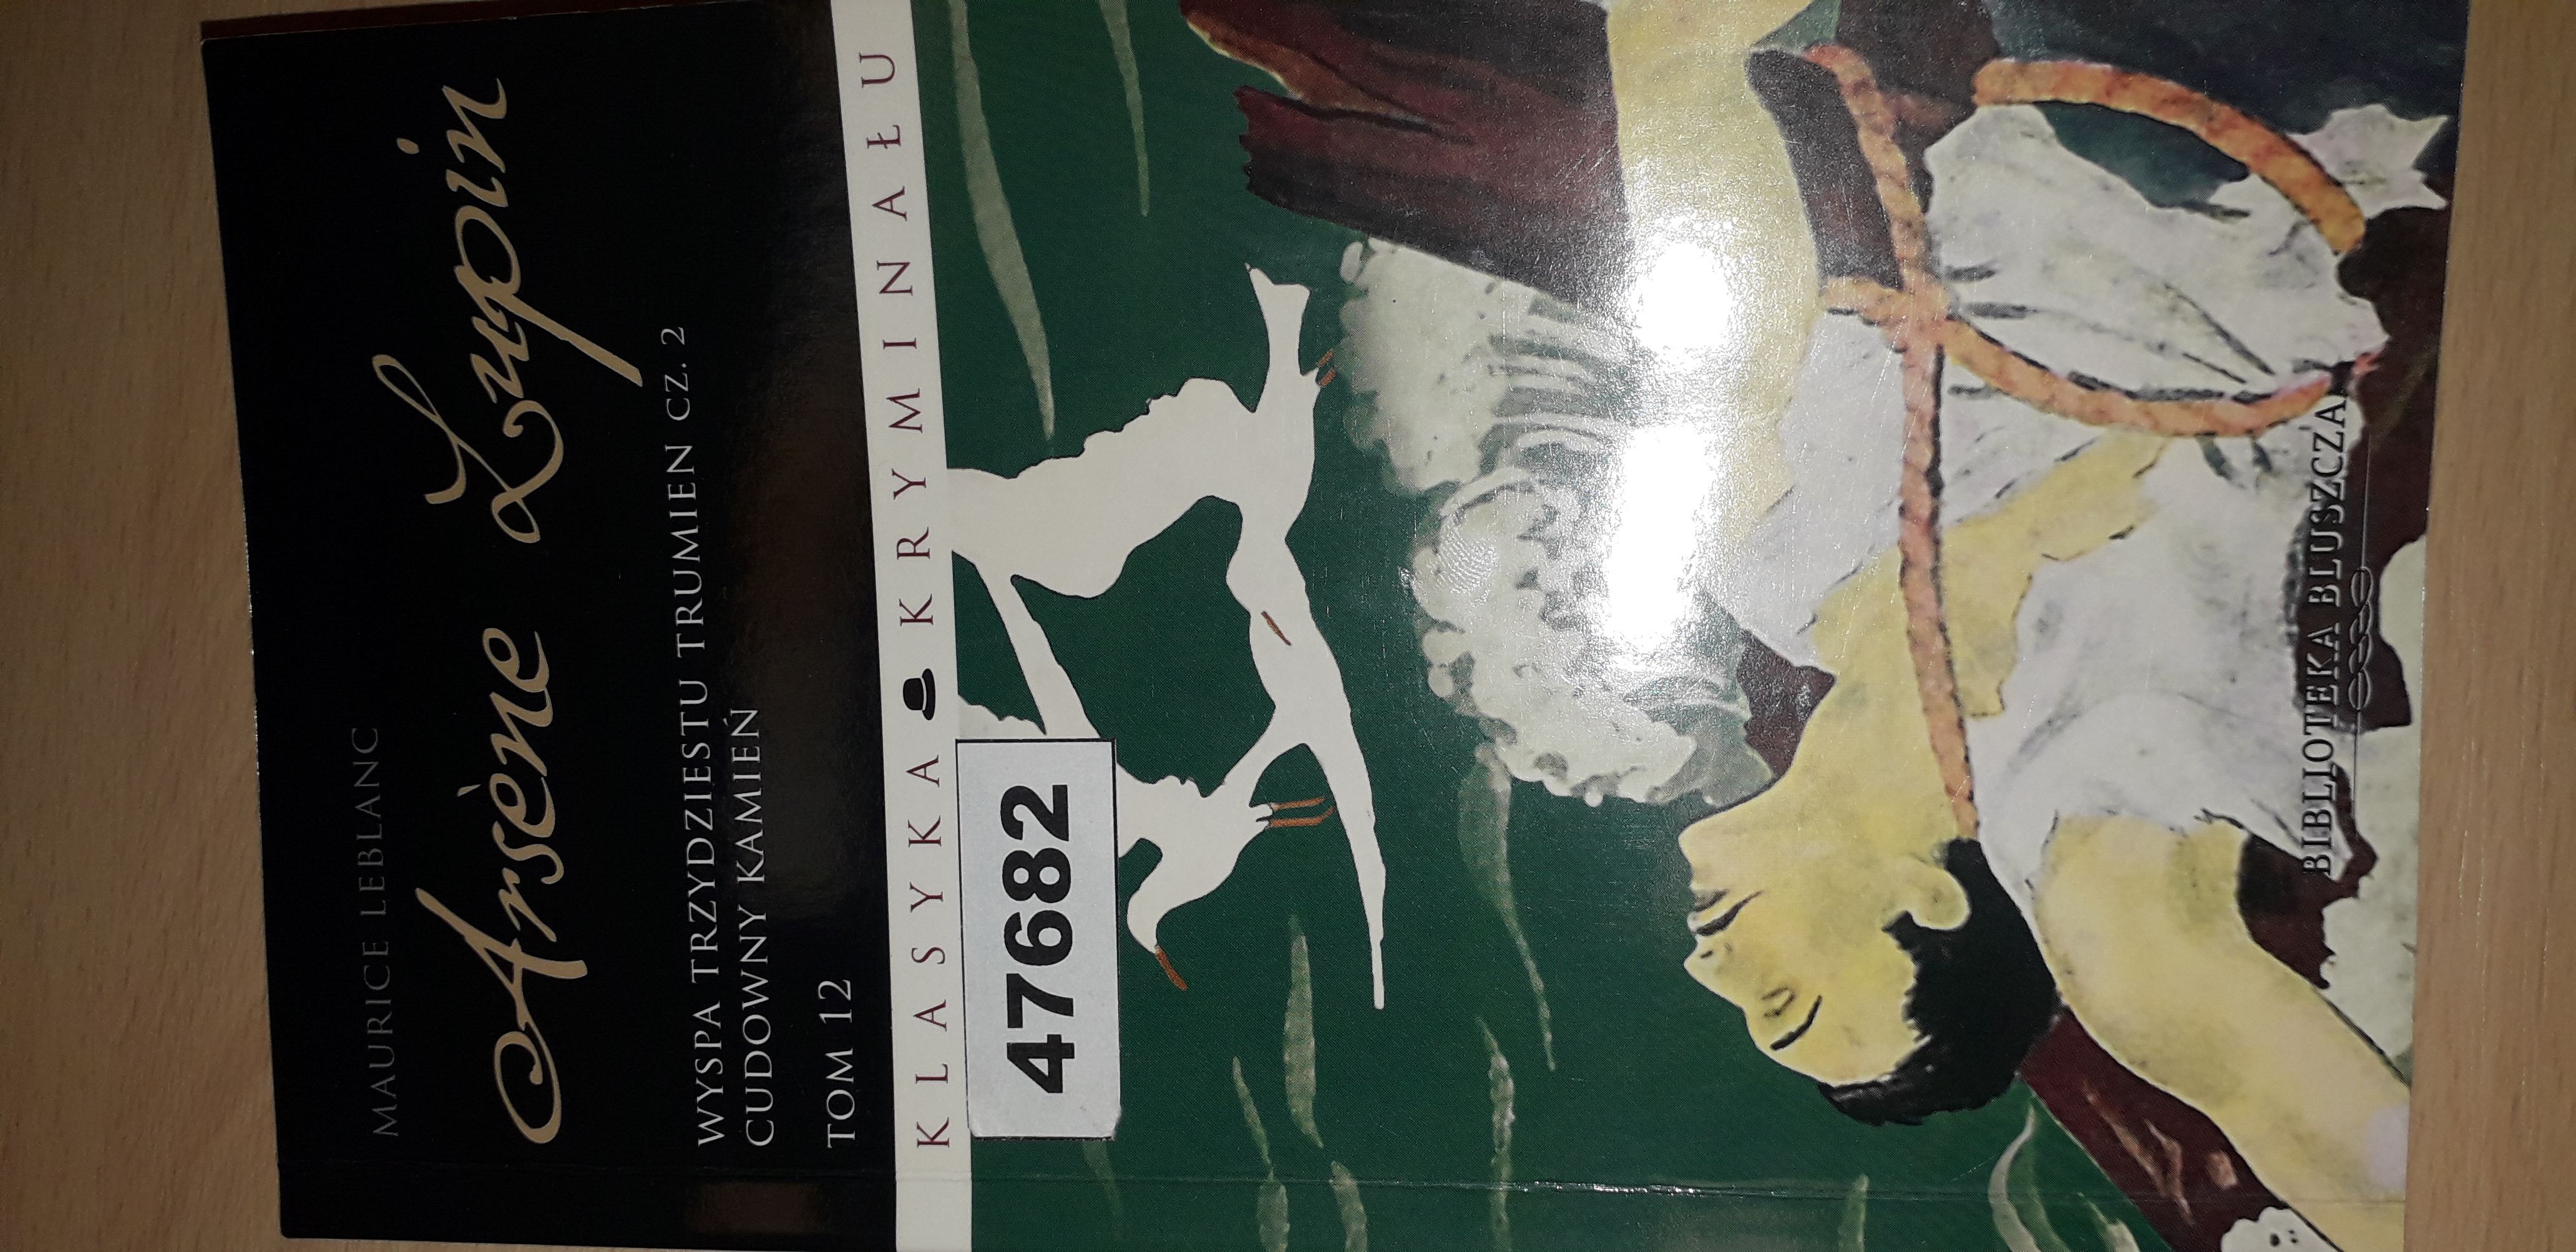 MAURICE LEBLANC
Arsène Lupin
WYSPA TRZYDZIESTU TRUMIEN CZ. 2
CUDOWNY KAMIEŃ
TOM 12
KLASYKA KRYMINAŁU
47682
BIBLIOTEKA BLUSZCZA